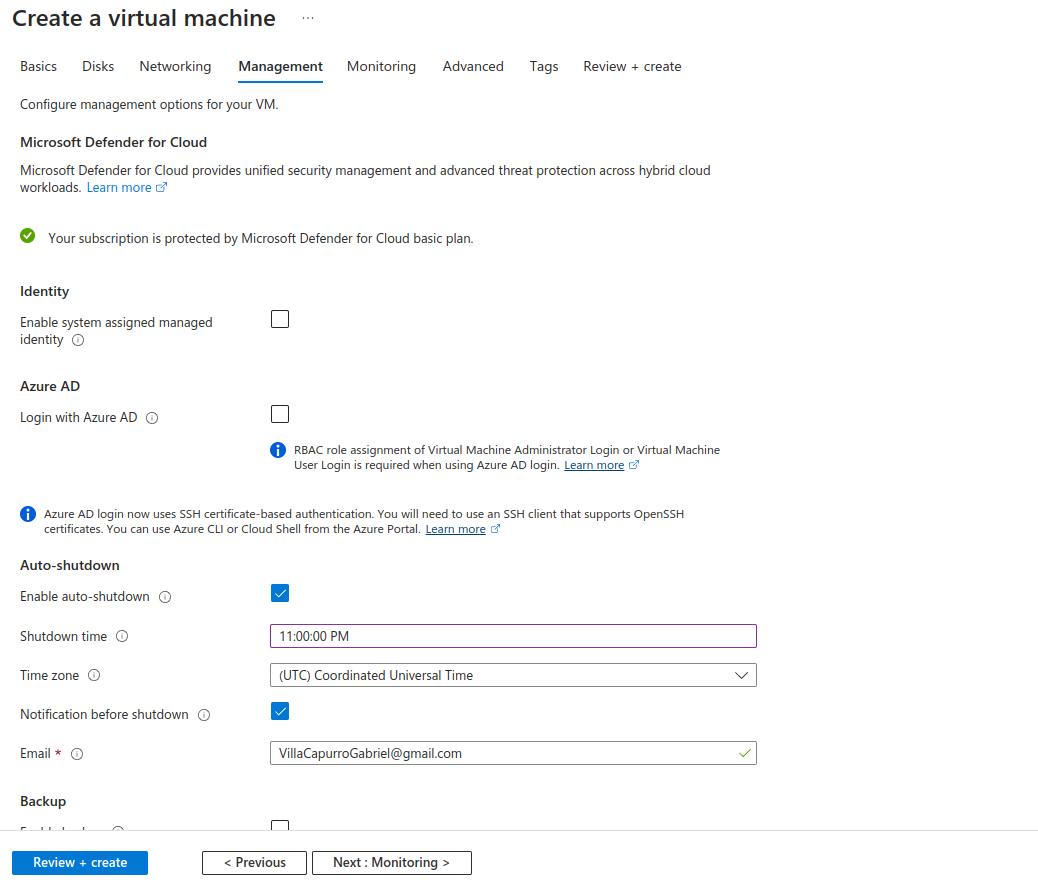 Create a virtual machine ...
Basics Disks Networking Management Monitoring Advanced Tags Review + create
Configure management options for your VM.
Microsoft Defender for Cloud
Microsoft Defender for Cloud provides unified security management and advanced threat protection across hybrid cloud
workloads. Learn more
Your subscription is protected by Microsoft Defender for Cloud basic plan.
Identity
Enable system assigned managed
identity
Azure AD
Login with Azure AD
RBAC role assignment of Virtual Machine Administrator Login or Virtual Machine
User Login is required when using Azure AD login. Learn more
Azure AD login now uses SSH certificate-based authentication. You will need to use an SSH client that supports OpenSSH
certificates. You can use Azure CLI or Cloud Shell from the Azure Portal. Learn more
Auto-shutdown
Enable auto-shutdown
Shutdown time 11:00:00 PM
Time zone (UTC) Coordinated Universal Time
Notification before shutdown
Email * VillaCapurroGabriel@gmail.com
Backup
Review + create < Previous Next : Monitoring >